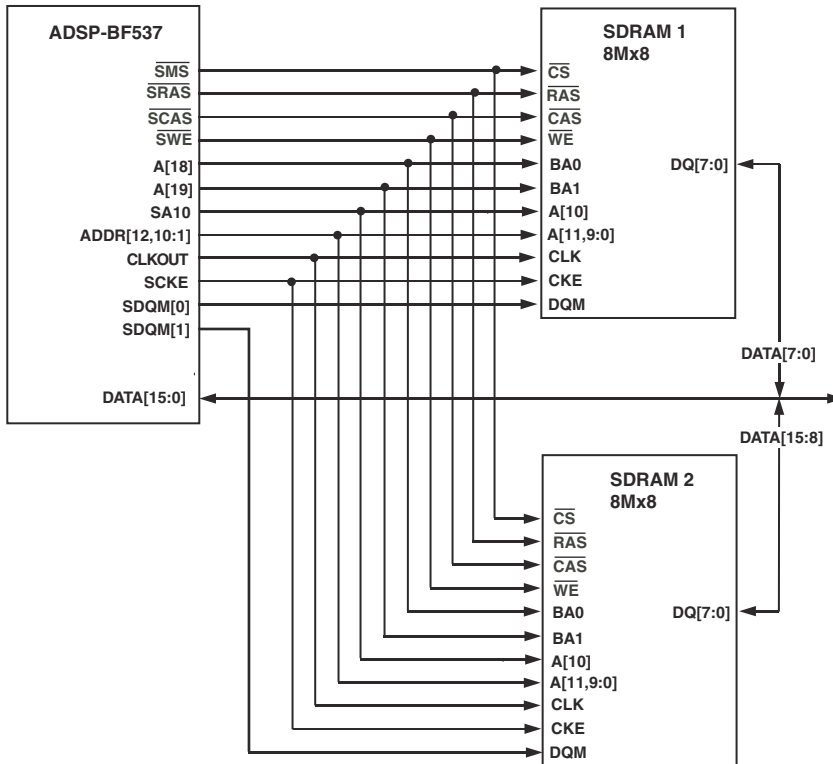 ADSP-BF537
SMS
SRAS
SCAS
SWE
A[18]
A[19]
SA10
ADDR[12,10:1]
CLKOUT
SCKE
SDQM[0]
SDQM[1]
DATA[15:0]
SDRAM 1
8Mx8
CS
RAS
CAS
WE
BA0
BA1
A[10]
A[11,9:0]
CLK
CKE
DQM
DQ[7:0]
DATA[7:0]
DATA[15:8]
SDRAM 2
8Mx8
CS
RAS
CAS
WE
BA0
BA1
A[10]
A[11,9:0]
CLK
CKE
DQM
DQ[7:0]